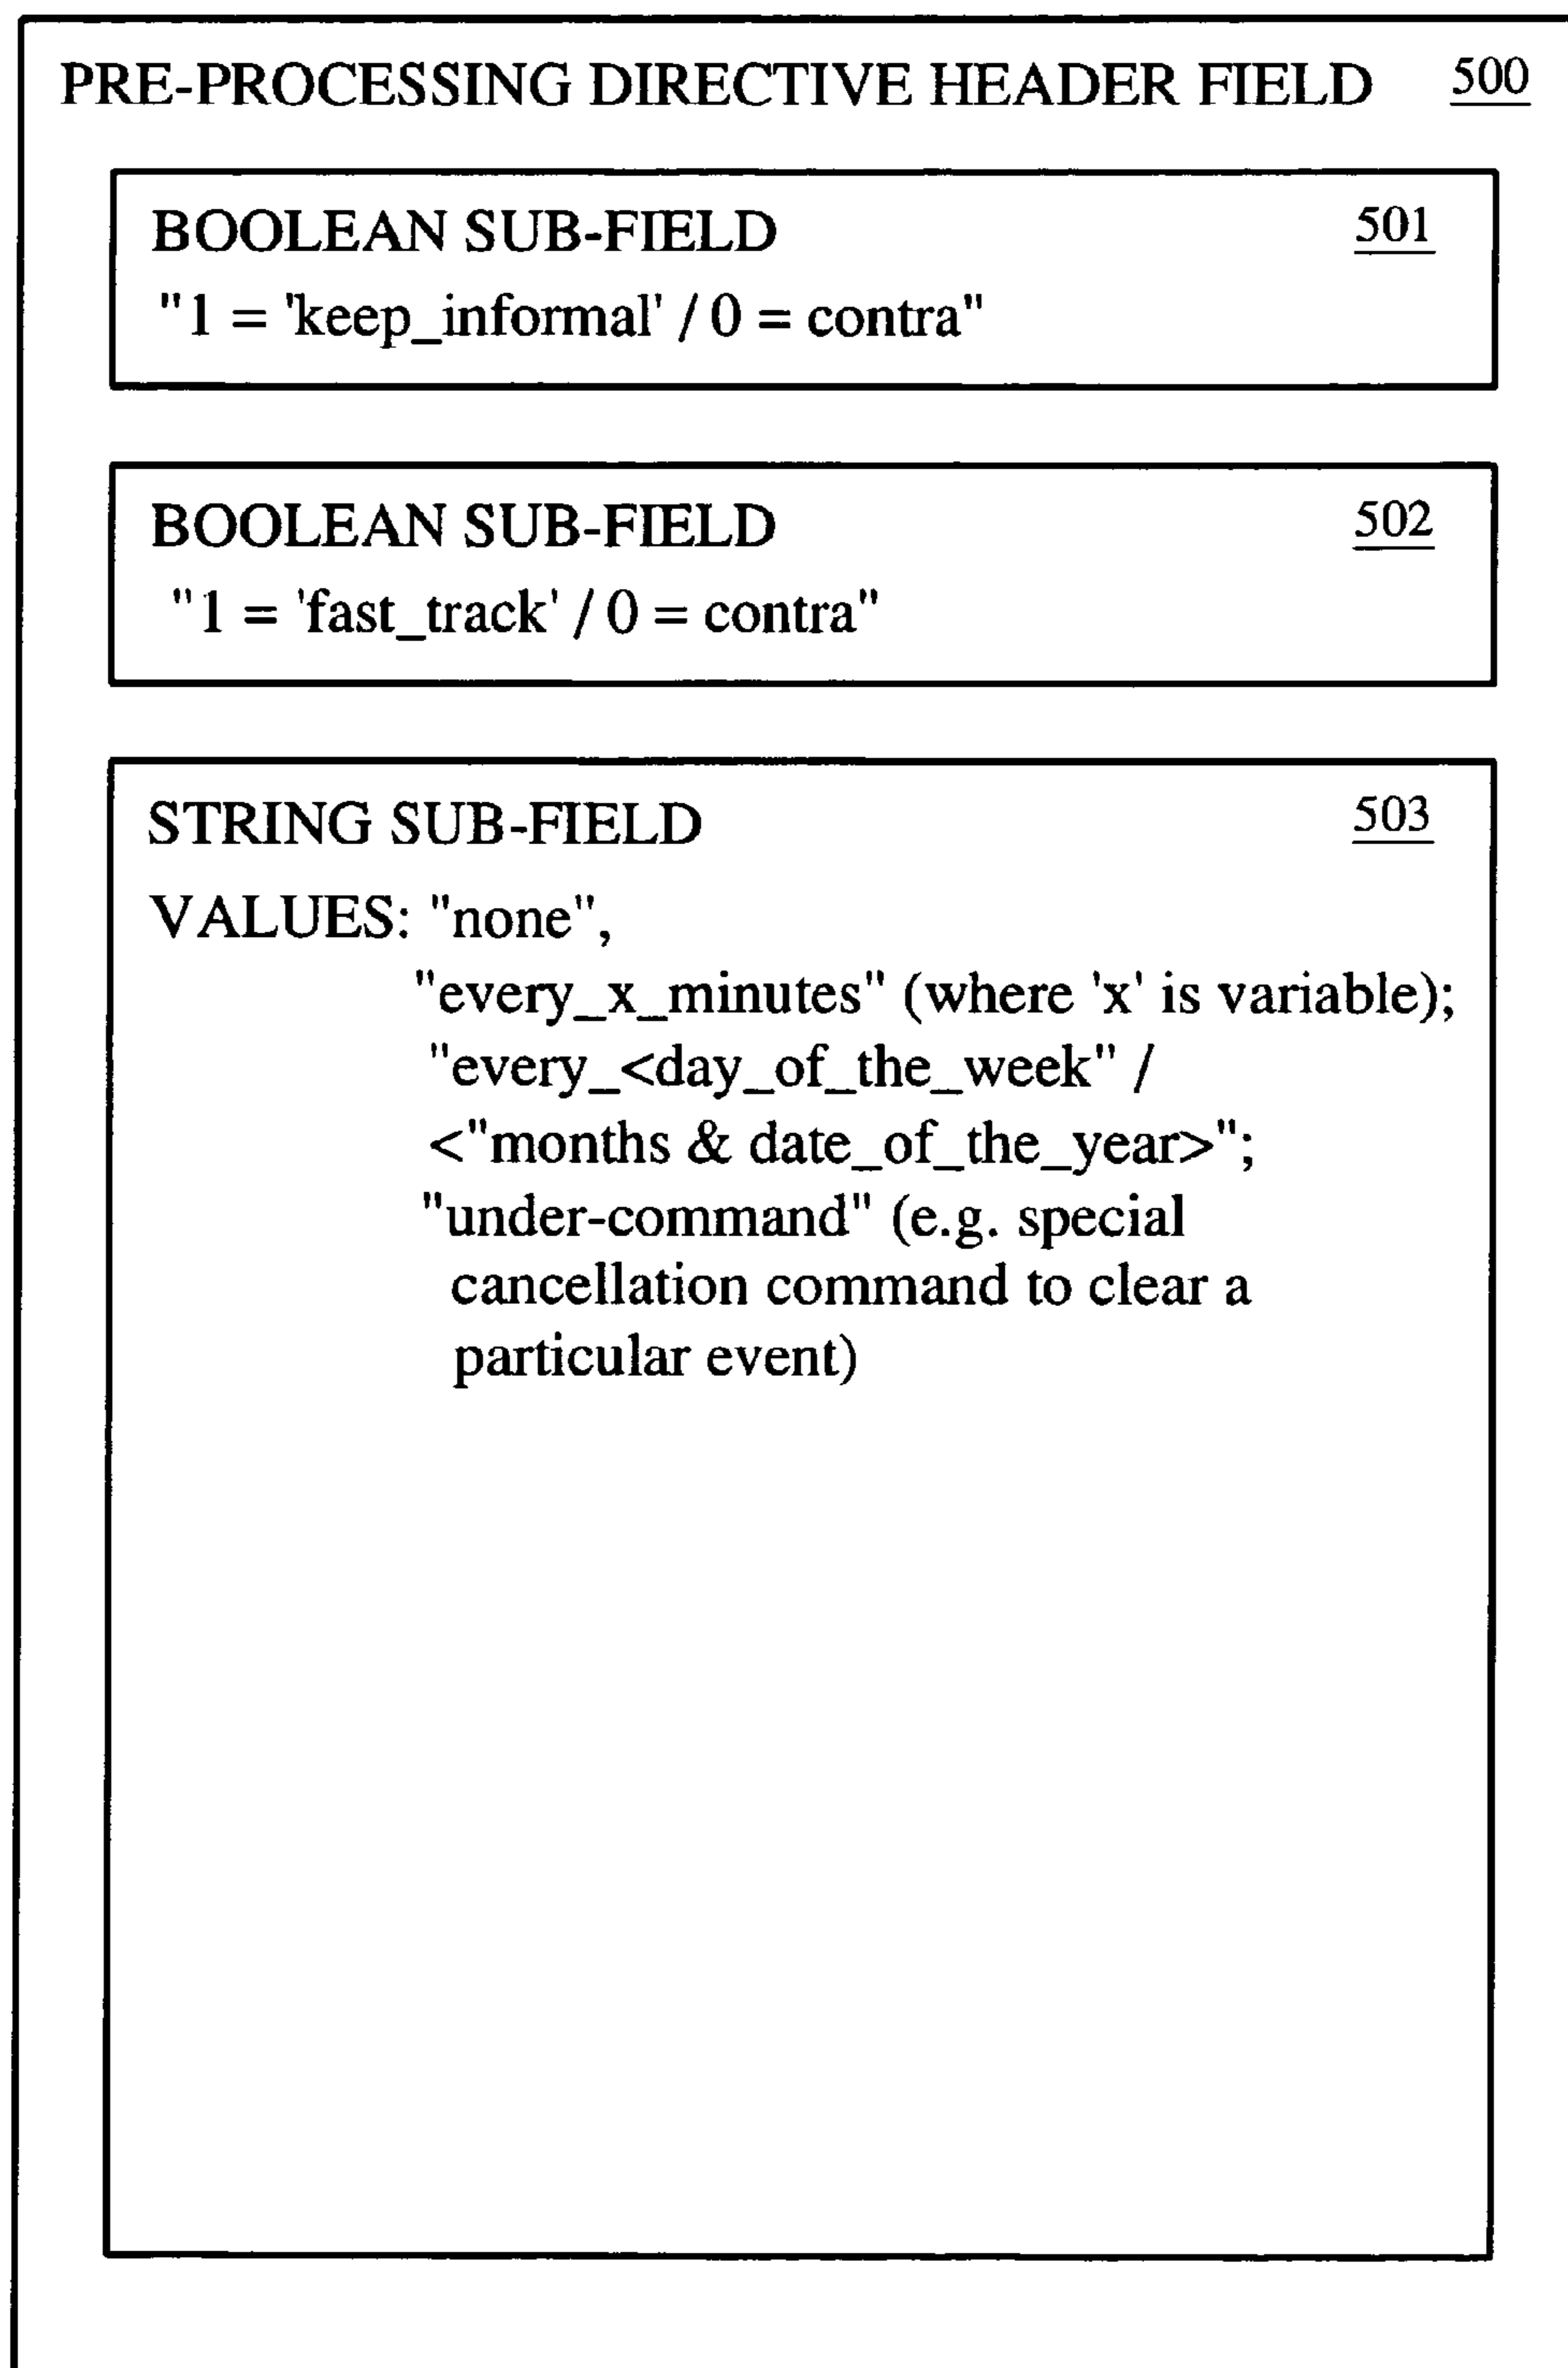 PRE-PROCESSING DIRECTIVE HEADER FIELD 500
BOOLEAN SUB-FIELD 501
"1 = 'keep_informal' / 0 = contra"
BOOLEAN SUB-FIELD 502
"1 = 'fast_track' / 0 = contra"
STRING SUB-FIELD 503
VALUES: "none",
"every_x_minutes" (where 'x' is variable);
"every_<day_of_the_week" /
<"months & date_of_the_year>";
"under-command" (e.g. special
cancellation command to clear a
particular event)